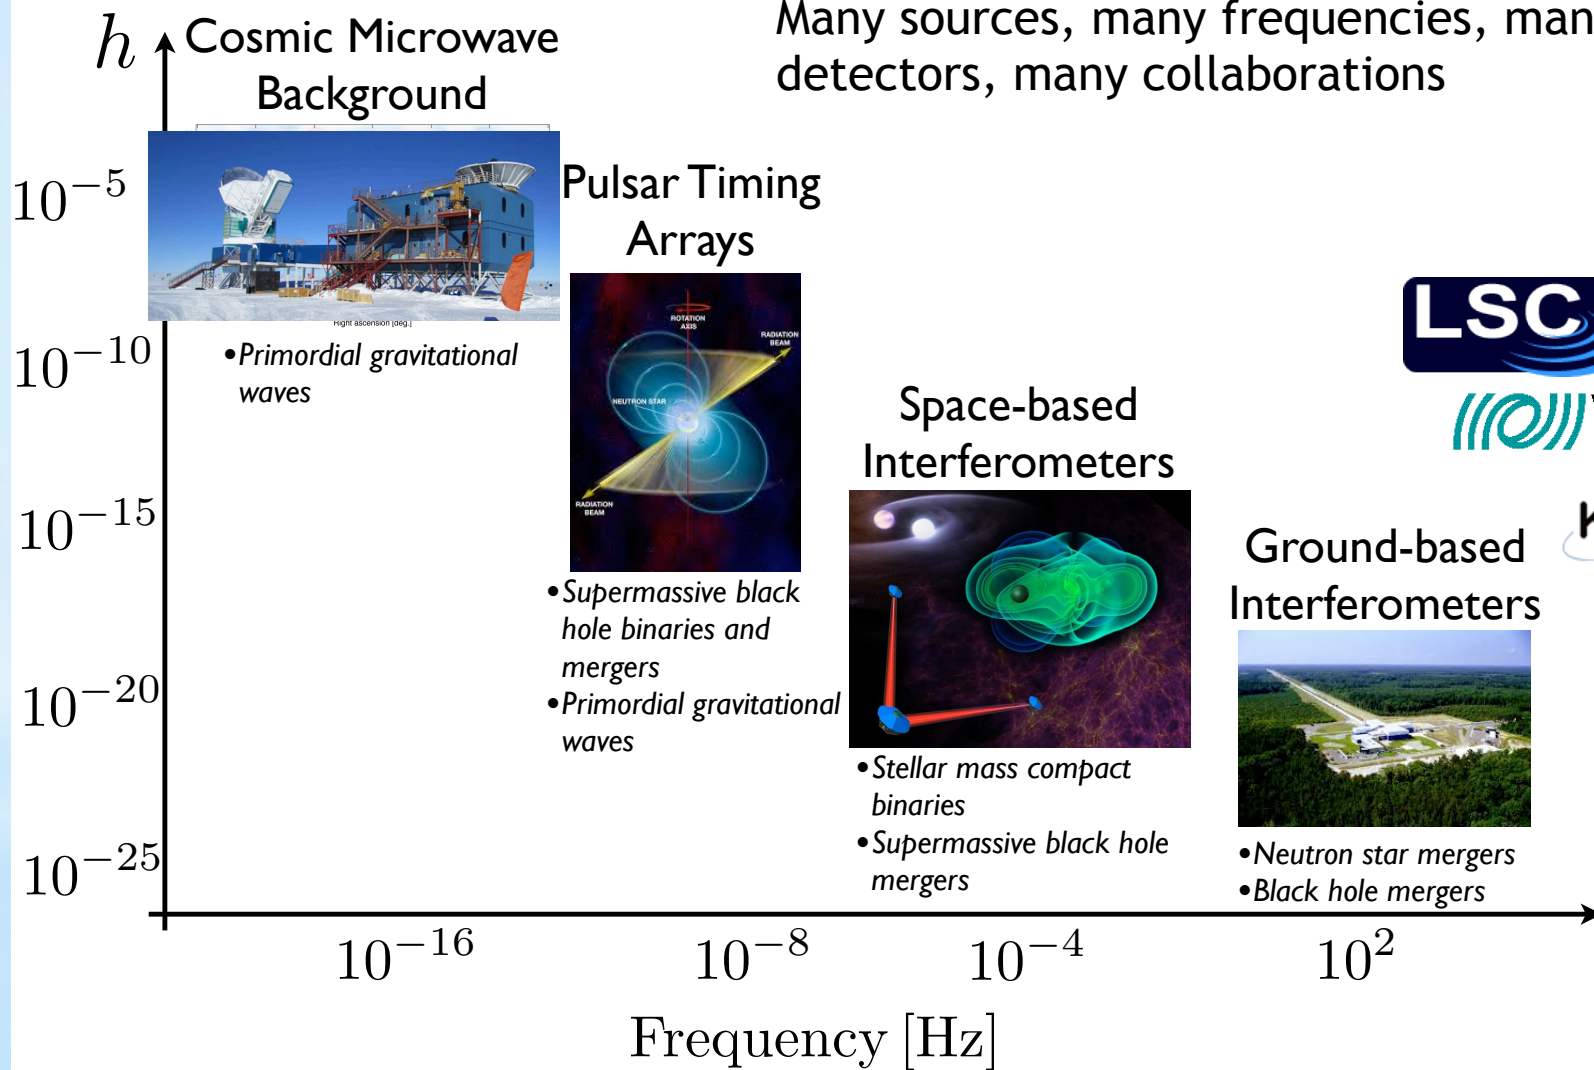 Many sources, many frequencies, man
detectors, many collaborations
h
Cosmic Microwave
Background
10^{-5}
10^{-10}
10^{-15}
10^{-20}
10^{-25}
Right ascension [deg.]
•Primordial gravitational
waves
Pulsar Timing
Arrays
ROTATION
AXIS
RADIATION
BEAM
NEUTRON STAR
RADIATION
BEAM
•Supermassive black
hole binaries and
mergers
•Primordial gravitational
waves
Space-based
Interferometers
•Stellar mass compact
binaries
•Supermassive black hole
mergers
LSC
Ground-based
Interferometers
•Neutron star mergers
•Black hole mergers
10^{-16}
10^{-8}
10^{-4}
10^{2}
Frequency [Hz]